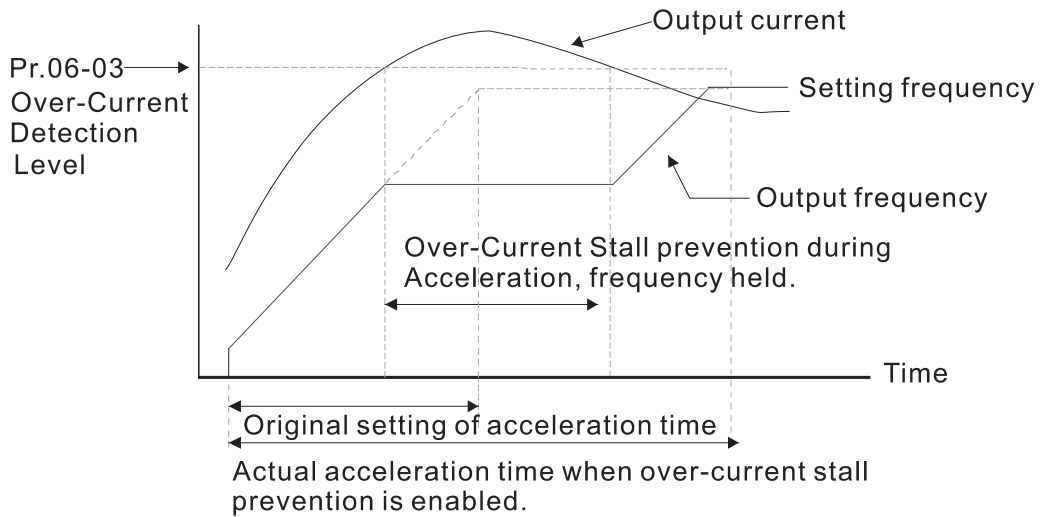 Output current
Pr.06-03
Over-Current
Detection
Level
Setting frequency
Output frequency
Over-Current Stall prevention during
Acceleration, frequency held.
Time
Original setting of acceleration time
Actual acceleration time when over-current stall
prevention is enabled.